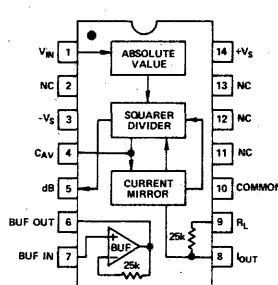 VIN 1 ABSOLUTE VALUE 14 +VS
NC 2 13 NC
-VS 3 SQUARER DIVIDER 12 NC
CAV 4 11 NC
dB 5 CURRENT MIRROR 10 COMMON
BUF OUT 6 9 RL
25k
BUF IN 7 + BUF - 8 IOUT
25k